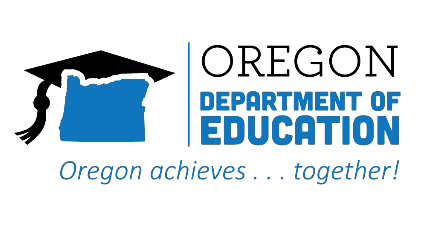 OREGON
DEPARTMENT OF
EDUCATION
Oregon achieves . . . together!